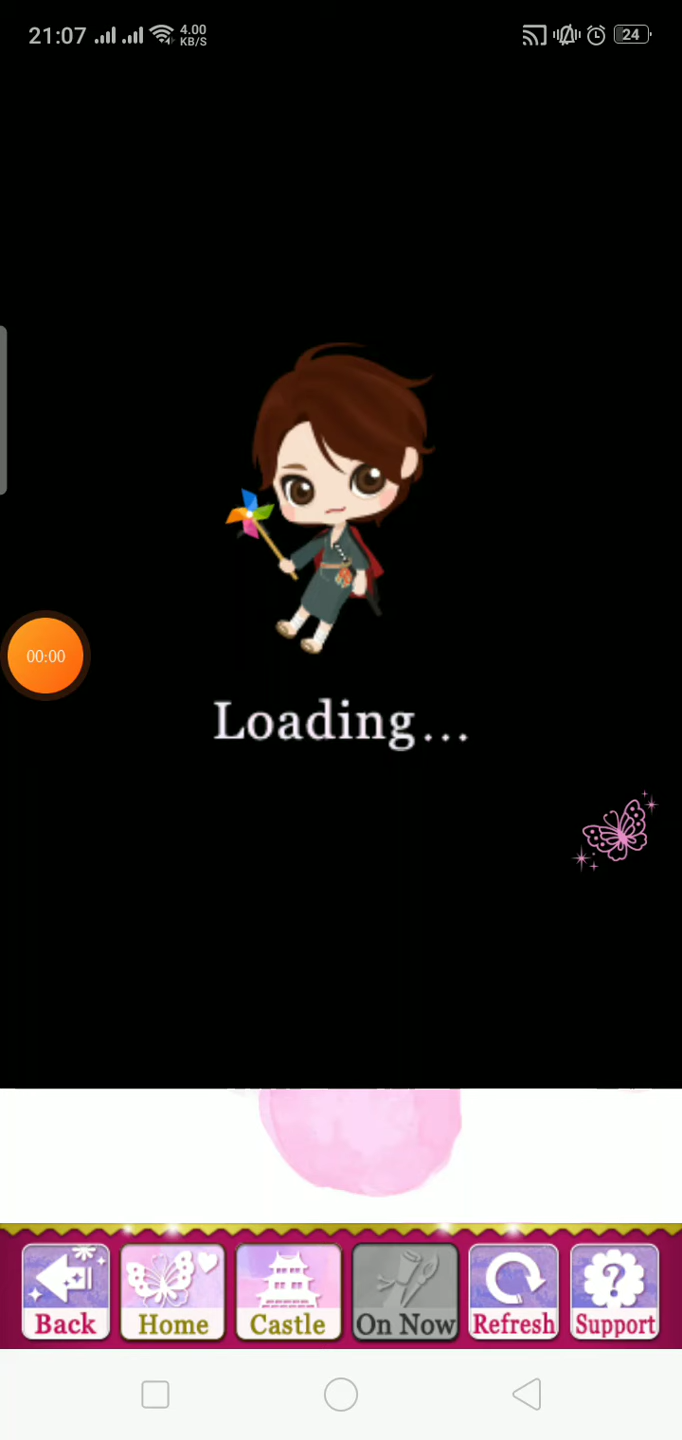 21:07
4.00
KB/S
24
00:00
Loading...
Back
Home
Castle
On Now
Refresh
Support